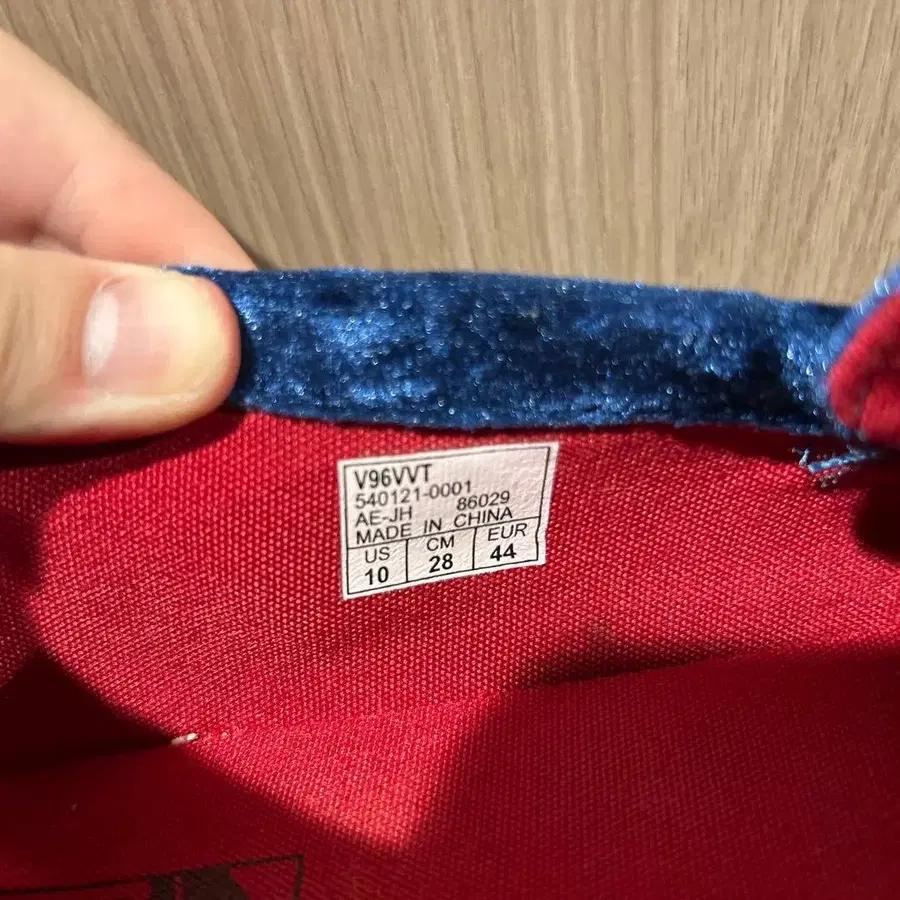 V96VVT
540121-0001
AE-JH 86029
MADE IN CHINA
US CM EUR
10 28 44